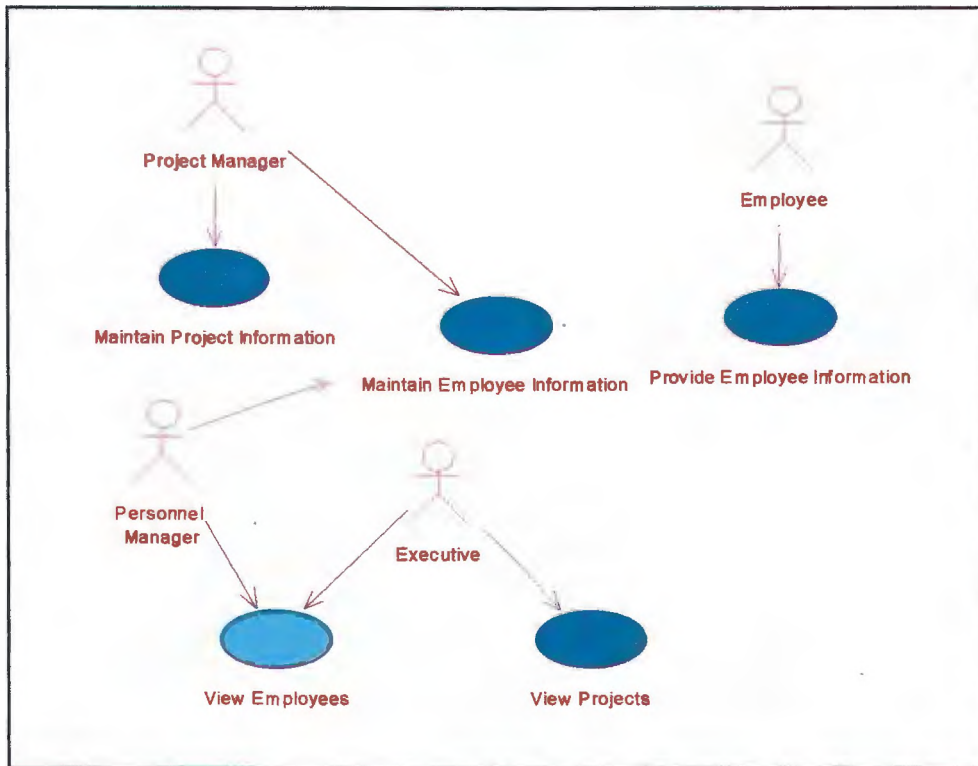 Project Manager
Employee
Maintain Project Information
Maintain Employee Information
Provide Employee Information
Personnel
Manager
Executive
View Employees
View Projects